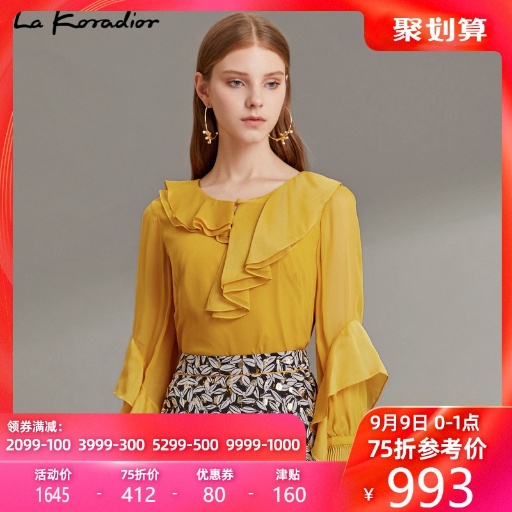 La Koradior
聚划算
领券满减：
2099-100 3999-300 5299-500 9999-1000
9月9日 0-1点
75折参考价
¥ 993
活动价 75折价 优惠券 津贴
1645 - 412 - 80 - 160